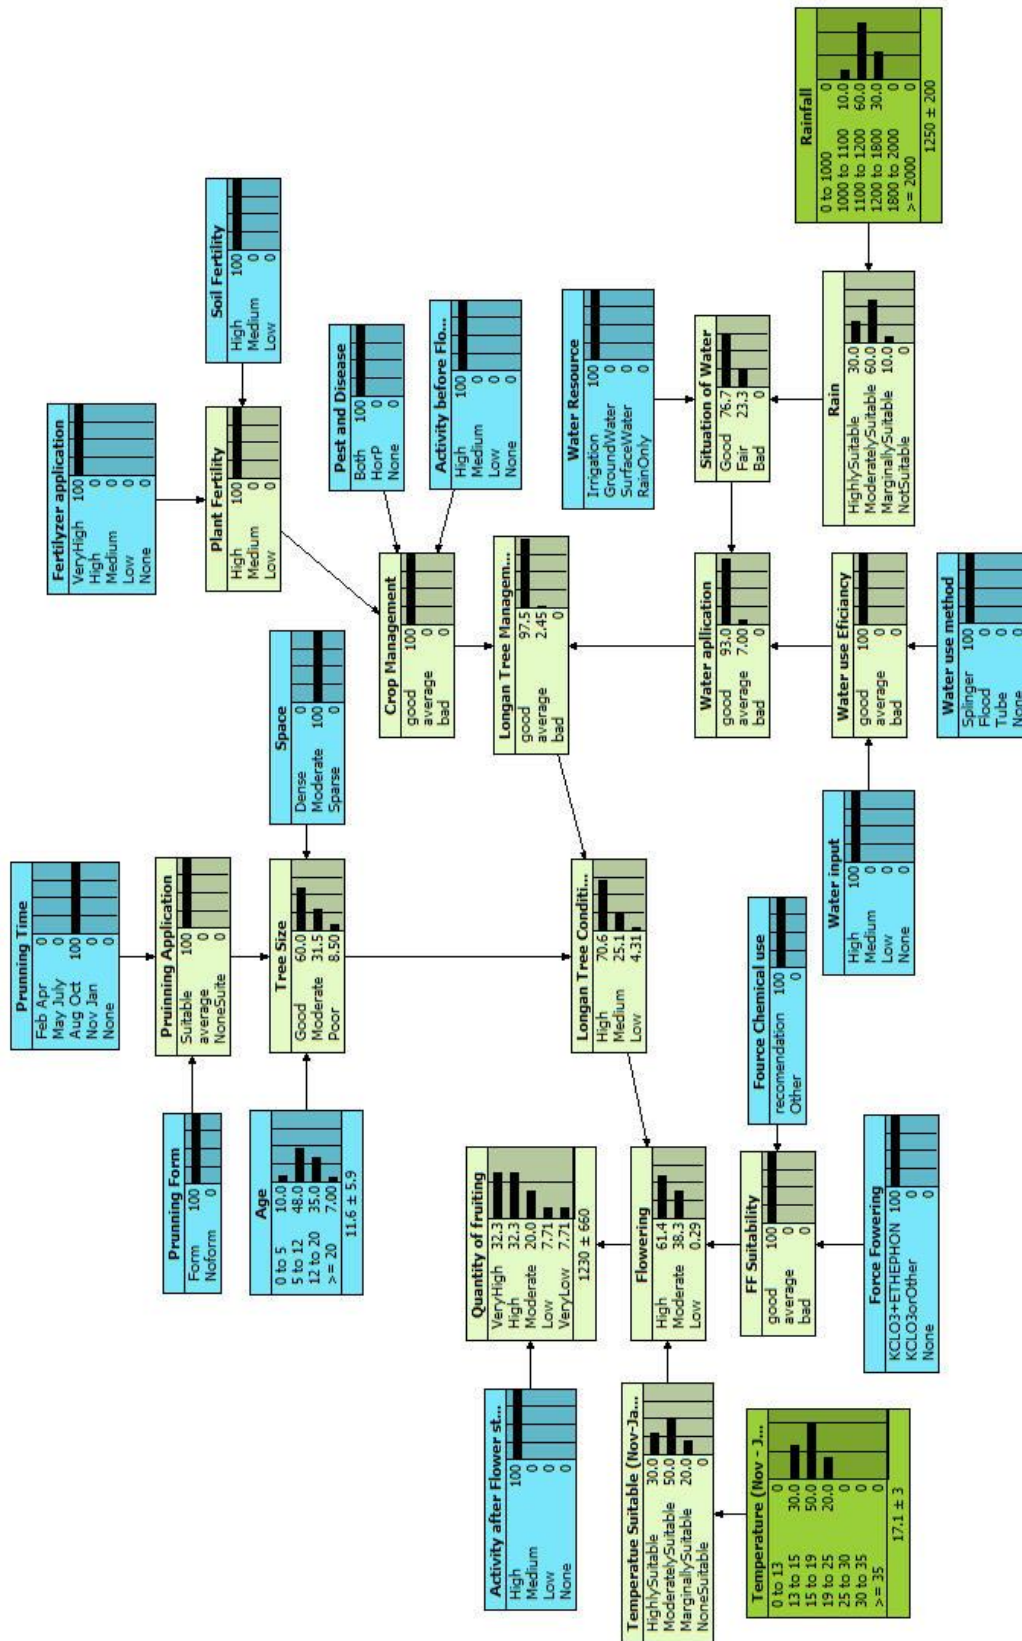 Prunning Time
Feb Apr 0
May July 0
Aug Oct 100
Nov Jan 0
None 0
Fertilyzer application
VeryHigh 100
High 0
Medium 0
Low 0
None 0
Prunning Form
Form 100
Noform 0
Pruinning Application
Suitable 100
average 0
NoneSuite 0
Plant Fertility
High 100
Medium 0
Low 0
Soil Fertility
High 100
Medium 0
Low 0
Age
0 to 5 10.0
5 to 12 48.0
12 to 20 35.0
>= 20 7.00
11.6 ± 5.9
Tree Size
Good 60.0
Moderate 31.5
Poor 8.50
Space
Dense 0
Moderate 100
Sparse 0
Pest and Disease
Both 100
HorP 0
None 0
Crop Management
good 100
average 0
bad 0
Activity before Flo...
High 100
Medium 0
Low 0
None 0
Activity after Flower st...
High 100
Medium 0
Low 0
None 0
Quantity of fruiting
VeryHigh 32.3
High 32.3
Moderate 20.0
Low 7.71
VeryLow 7.71
1230 ± 660
Longan Tree Conditi...
High 70.6
Medium 25.1
Low 4.31
Longan Tree Managem...
good 97.5
average 2.45
bad 0
Water Resource
Irrigation 100
GroundWater 0
SurfaceWater 0
RainOnly 0
Temperatue Suitable (Nov-Ja...
HighlySuitable 30.0
ModeratelySuitable 50.0
MarginallySuitable 20.0
NoneSuitable 0
Flowering
High 61.4
Moderate 38.3
Low 0.29
Water apllication
good 93.0
average 7.00
bad 0
Situation of Water
Good 76.7
Fair 23.3
Bad 0
Temperature (Nov - J...
0 to 13 0
13 to 15 30.0
15 to 19 50.0
19 to 25 20.0
25 to 30 0
30 to 35 0
>= 35 0
17.1 ± 3
FF Suitability
good 100
average 0
bad 0
Fource Chemical use
recomendation 100
Other 0
Water use Eficiancy
good 100
average 0
bad 0
Rain
HighlySuitable 30.0
ModeratelySuitable 60.0
MarginallySuitable 10.0
NotSuitable 0
Rainfall
0 to 1000 0
1000 to 1100 10.0
1100 to 1200 60.0
1200 to 1800 30.0
1800 to 2000 0
>= 2000 0
1250 ± 200
Force Fowering
KCLO3+ETHEPHON 100
KCLO3orOther 0
None 0
Water input
High 100
Medium 0
Low 0
None 0
Water use method
Splinger 100
Flood 0
Tube 0
None 0